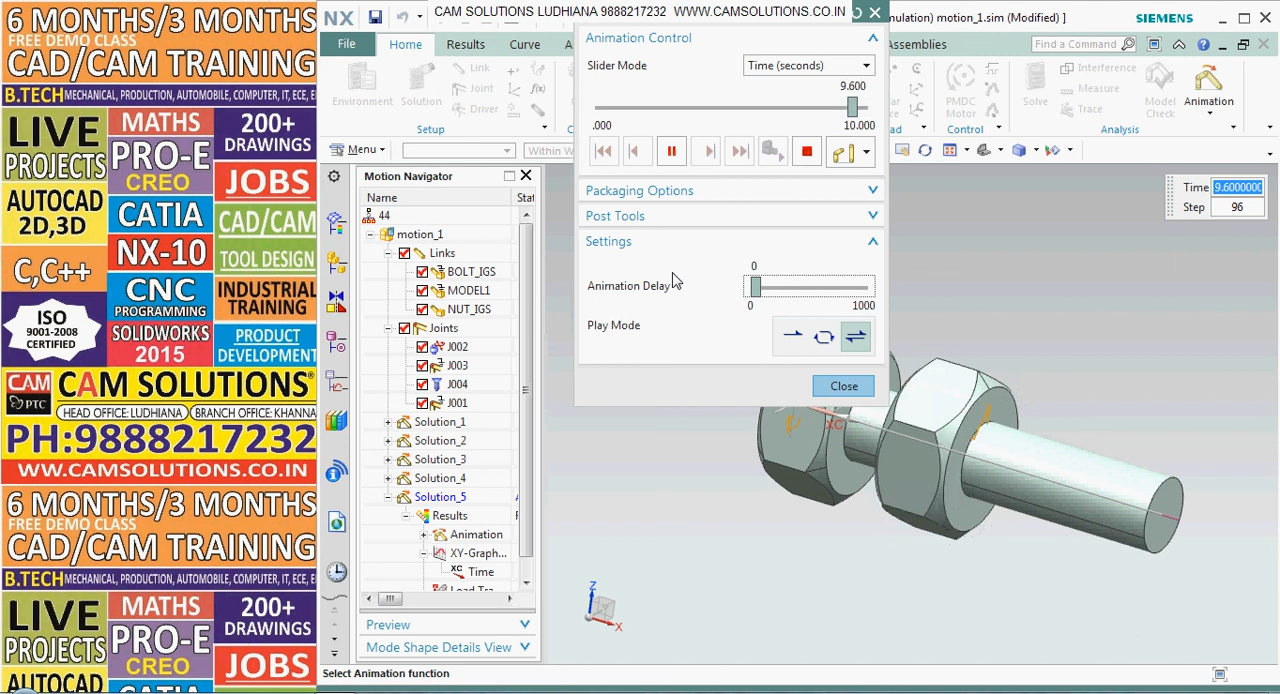 6 MONTHS/3 MONTHS
FREE DEMO CLASS
CAD/CAM TRAINING
B.TECH MECHANICAL, PRODUCTION, AUTOMOBILE, COMPUTER, IT, ECE,
LIVE PROJECTS
MATHS
200+ DRAWINGS
PRO-E
CREO
JOBS
AUTOCAD
2D,3D
CATIA
CAD/CAM
TOOL DESIGN
NX-10
C,C++
CNC
PROGRAMMING
INDUSTRIAL
TRAINING
ISO
9001-2008
CERTIFIED
SOLIDWORKS
2015
PRODUCT
DEVELOPMENT
CAM
PTC
CAM SOLUTIONS®
HEAD OFFICE: LUDHIANA
BRANCH OFFICE: KHANNA
PH:9888217232
WWW.CAMSOLUTIONS.CO.IN
6 MONTHS/3 MONTHS
FREE DEMO CLASS
CAD/CAM TRAINING
B.TECH MECHANICAL, PRODUCTION, AUTOMOBILE, COMPUTER, IT, ECE,
LIVE PROJECTS
MATHS
200+ DRAWINGS
PRO-E
CREO
JOBS
AUTOCAD
NX
CAM SOLUTIONS LUDHIANA 9888217232 WWW.CAMSOLUTIONS.CO.IN
motion_1.sim (Modified) ]
SIEMENS
File
Home
Results
Curve
Assemblies
Find a Command
Environment
Solution
Link
Joint
Driver
Setup
PMDC
Motor
Control
Solve
Interference
Measure
Trace
Model
Check
Animation
Analysis
Menu
Within
Animation Control
Slider Mode
Time (seconds)
9.600
.000
10.000
Packaging Options
Post Tools
Settings
0
Animation Delay
0
1000
Play Mode
Close
Time
9.6000000
Step
96
Motion Navigator
Name
44
motion_1
Links
BOLT_IGS
MODEL1
NUT_IGS
Joints
J002
J003
J004
J001
Solution_1
Solution_2
Solution_3
Solution_4
Solution_5
Results
Animation
XY-Graph...
Time
Preview
Mode Shape Details View
XC
Z
X
Select Animation function